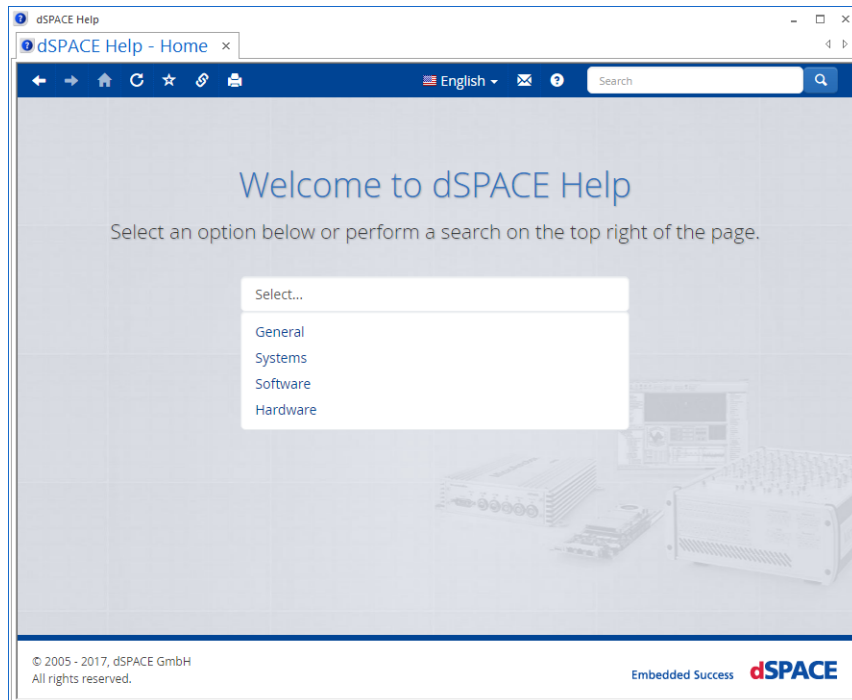 dSPACE Help
dSPACE Help - Home
English
Search
Welcome to dSPACE Help
Select an option below or perform a search on the top right of the page.
Select...
General
Systems
Software
Hardware
© 2005 - 2017, dSPACE GmbH
All rights reserved.
Embedded Success dSPACE